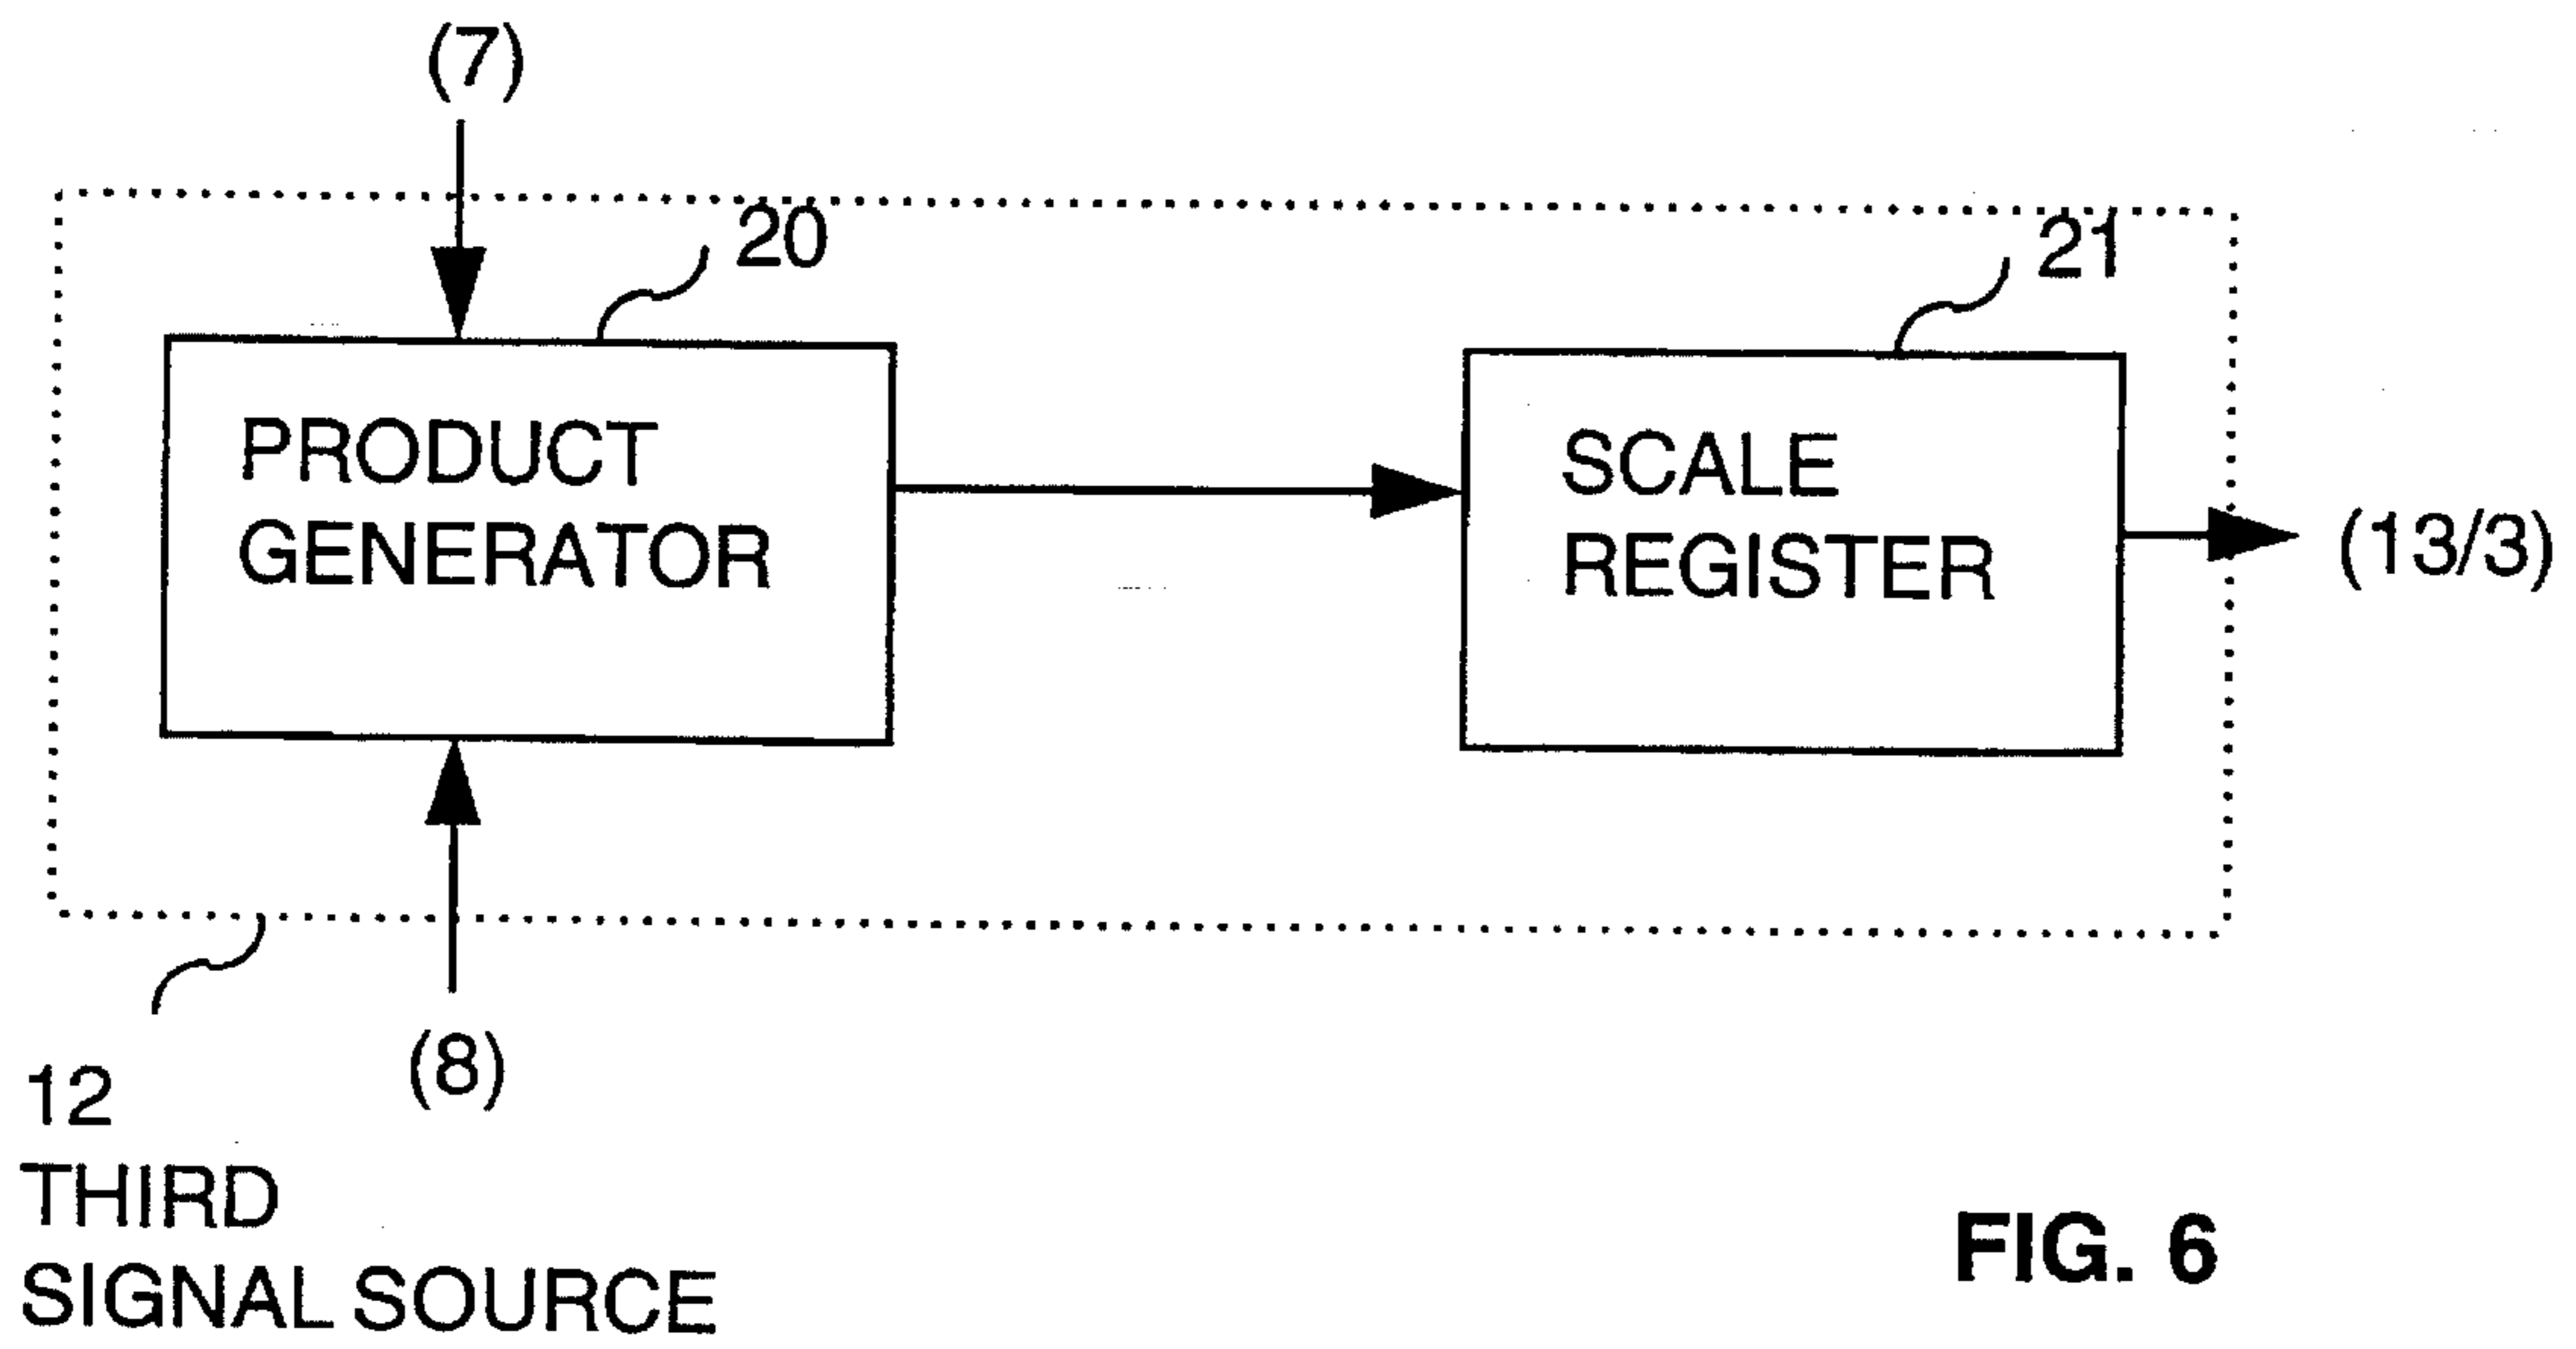 (7)
20
21
PRODUCT
GENERATOR
SCALE
REGISTER
(13/3)
(8)
12
THIRD
SIGNAL SOURCE
FIG. 6